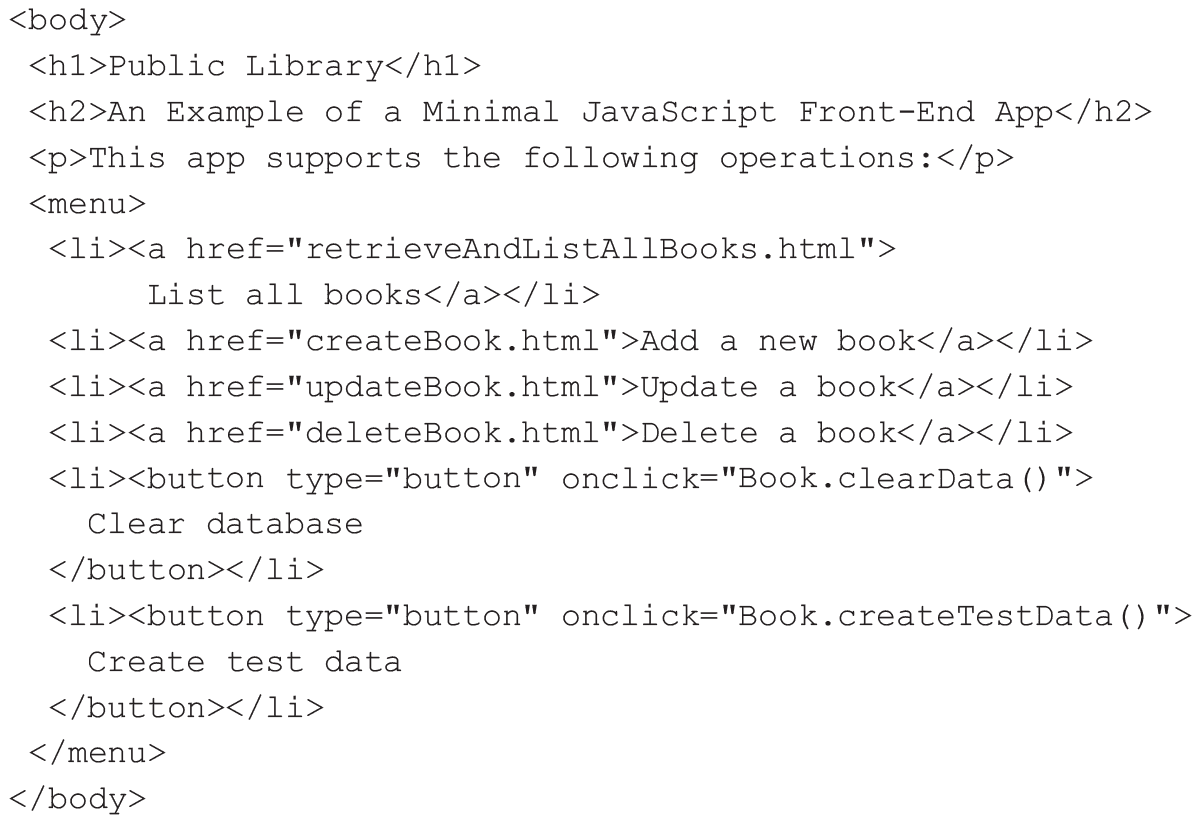 <body>
<h1>Public Library</h1>
<h2>An Example of a Minimal JavaScript Front-End App</h2>
<p>This app supports the following operations:</p>
<menu>
<li><a href="retrieveAndListAllBooks.html">
List all books</a></li>
<li><a href="createBook.html">Add a new book</a></li>
<li><a href="updateBook.html">Update a book</a></li>
<li><a href="deleteBook.html">Delete a book</a></li>
<li><button type="button" onclick="Book.clearData()">
Clear database
</button></li>
<li><button type="button" onclick="Book.createTestData()">
Create test data
</button></li>
</menu>
</body>